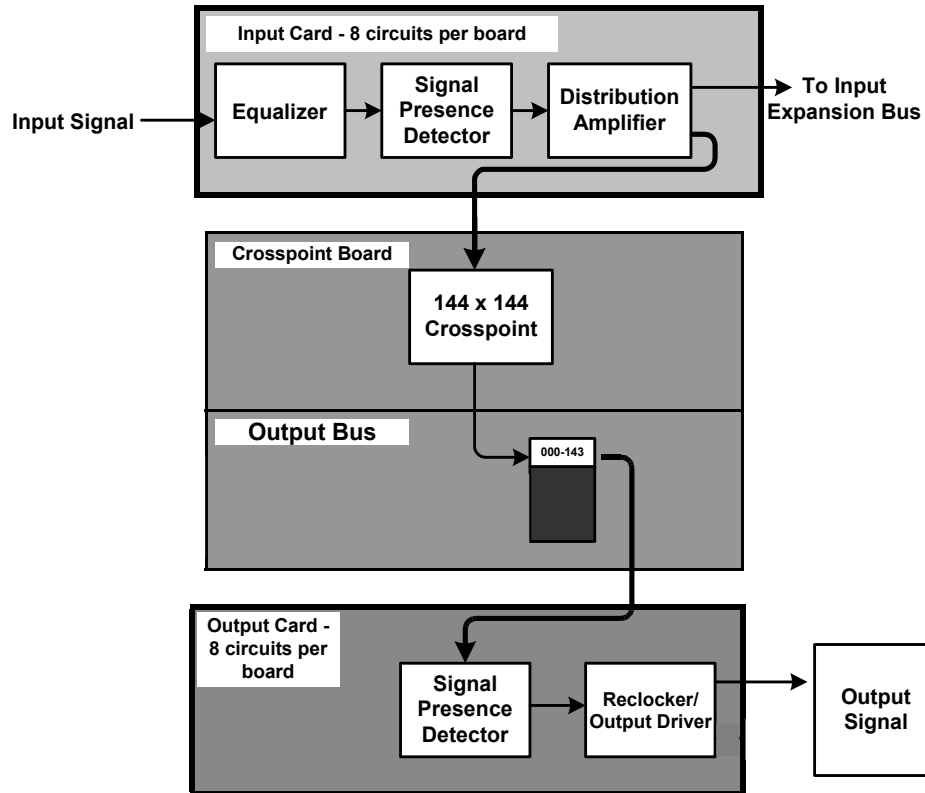 Input Card - 8 circuits per board
Input Signal
Equalizer
Signal
Presence
Detector
Distribution
Amplifier
To Input
Expansion Bus
Crosspoint Board
144 x 144
Crosspoint
Output Bus
000-143
Output Card -
8 circuits per
board
Signal
Presence
Detector
Reclocker/
Output Driver
Output
Signal